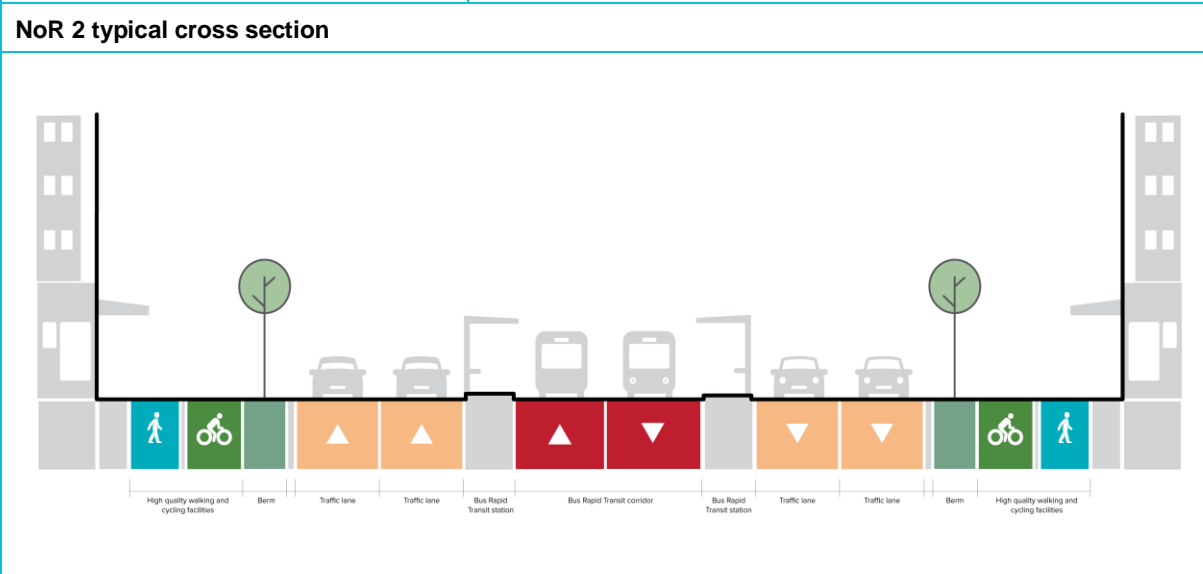 NoR 2 typical cross section
High quality walking and
cycling facilities
Berm
Traffic lane
Traffic lane
Bus Rapid
Transit station
Bus Rapid Transit corridor
Bus Rapid
Transit station
Traffic lane
Traffic lane
Berm
High quality walking and
cycling facilities